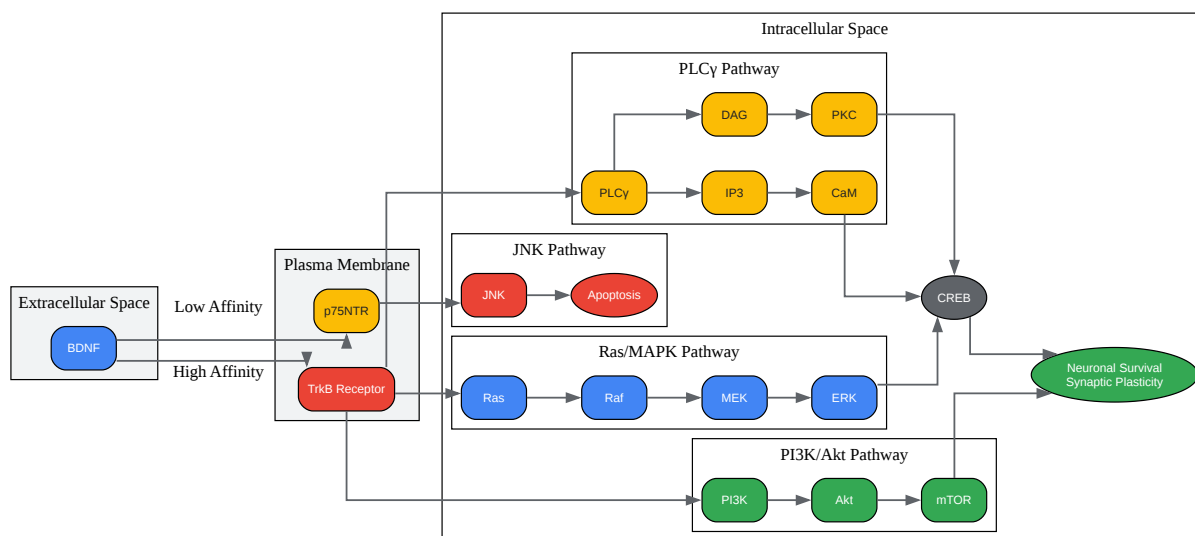 Intracellular Space
PLCγ Pathway
DAG
PKC
PLCγ
IP3
CaM
Plasma Membrane
JNK Pathway
Extracellular Space
Low Affinity
p75NTR
JNK
Apoptosis
CREB
BDNF
High Affinity
TrkB Receptor
Ras/MAPK Pathway
Ras
Raf
MEK
ERK
Neuronal Survival
Synaptic Plasticity
PI3K/Akt Pathway
PI3K
Akt
mTOR